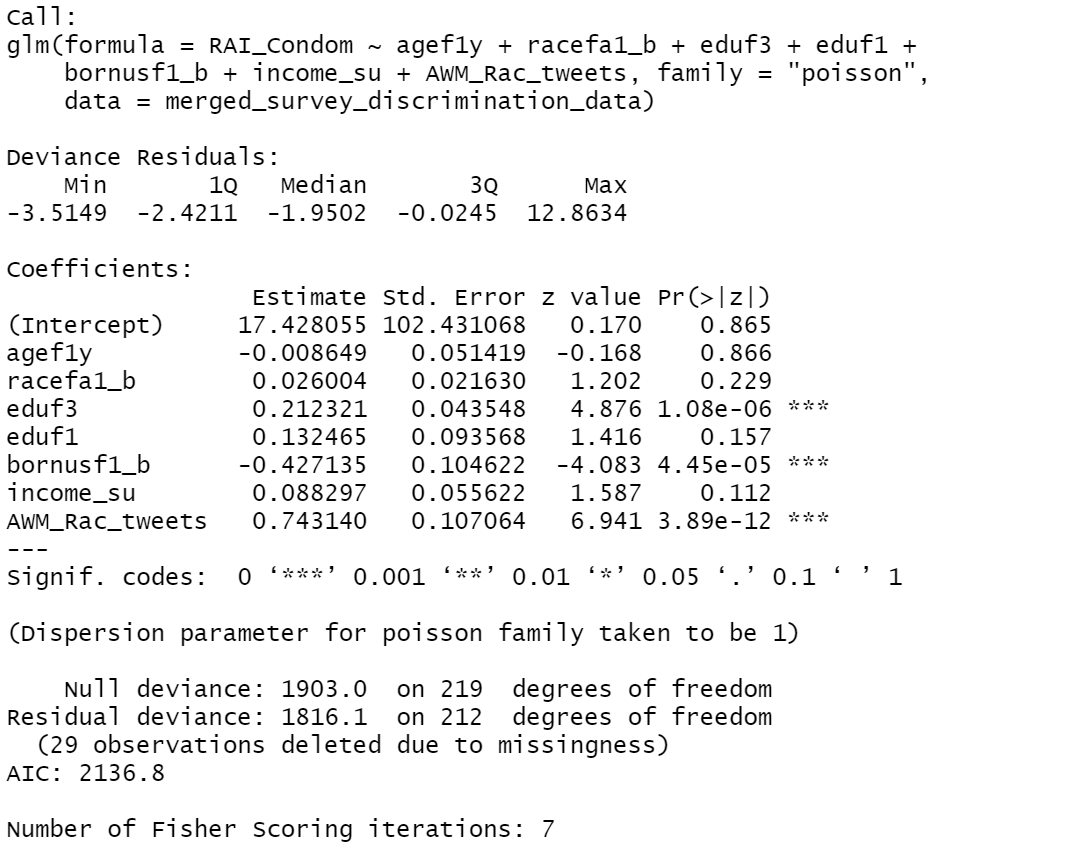 Call:
glm(formula = RAI_Condom ~ agef1y + racefa1_b + eduf3 + eduf1 +
    bornusf1_b + income_su + AWM_Rac_tweets, family = "poisson",
    data = merged_survey_discrimination_data)

Deviance Residuals:
    Min       1Q   Median       3Q      Max
-3.5149  -2.4211  -1.9502  -0.0245  12.8634

Coefficients:
                Estimate Std. Error z value Pr(>|z|)
(Intercept)    17.428055 102.431068   0.170    0.865
agef1y         -0.008649   0.051419  -0.168    0.866
racefa1_b       0.026004   0.021630   1.202    0.229
eduf3           0.212321   0.043548   4.876 1.08e-06 ***
eduf1           0.132465   0.093568   1.416    0.157
bornusf1_b     -0.427135   0.104622  -4.083 4.45e-05 ***
income_su       0.088297   0.055622   1.587    0.112
AWM_Rac_tweets  0.743140   0.107064   6.941 3.89e-12 ***
---
Signif. codes:  0 ‘***’ 0.001 ‘**’ 0.01 ‘*’ 0.05 ‘.’ 0.1 ‘ ’ 1

(Dispersion parameter for poisson family taken to be 1)

    Null deviance: 1903.0  on 219  degrees of freedom
Residual deviance: 1816.1  on 212  degrees of freedom
  (29 observations deleted due to missingness)
AIC: 2136.8

Number of Fisher Scoring iterations: 7